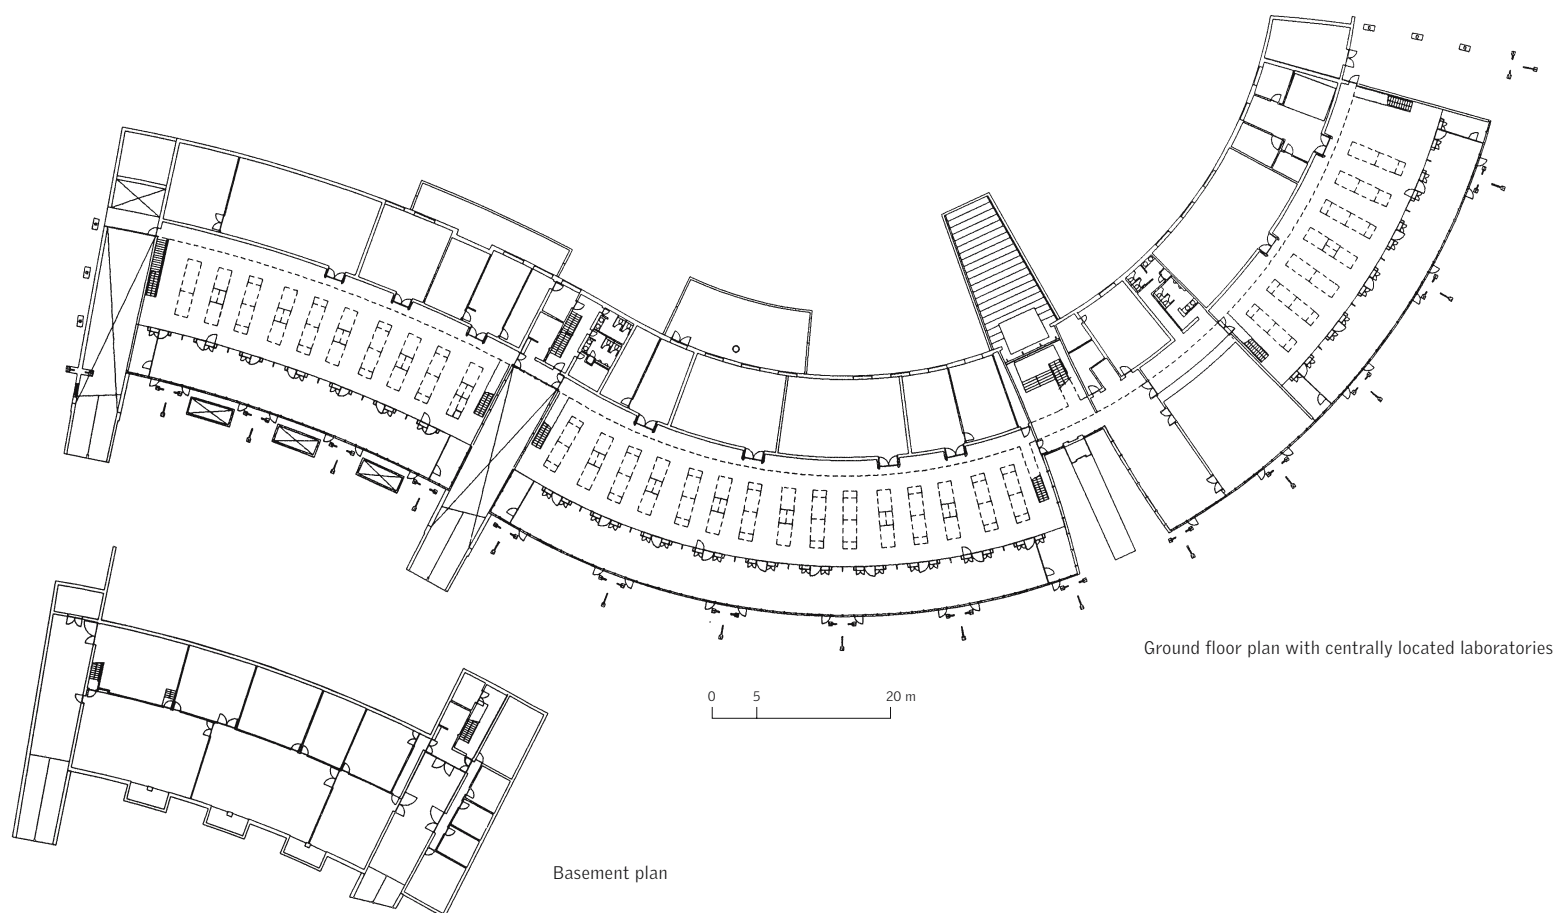 Ground floor plan with centrally located laboratories
0 5 20 m
Basement plan